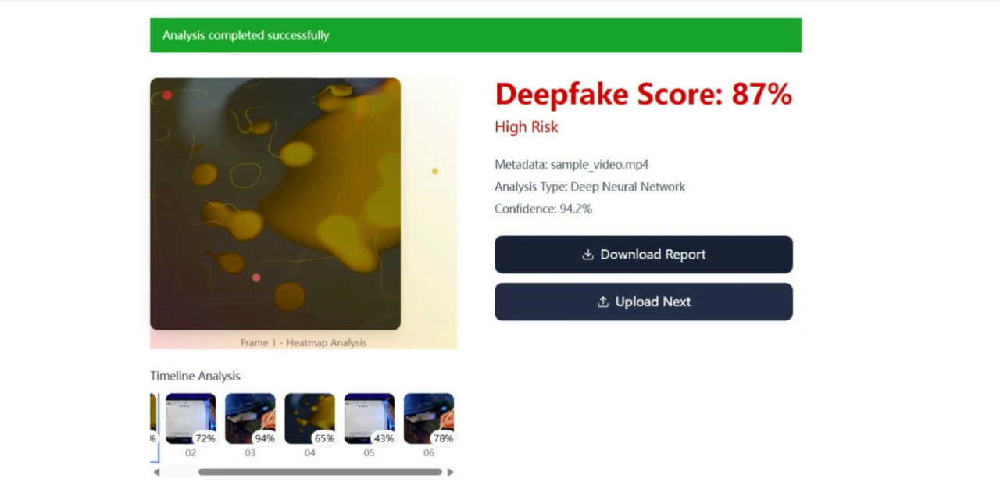 Analysis completed successfully
Deepfake Score: 87%
High Risk
Metadata: sample_video.mp4
Analysis Type: Deep Neural Network
Confidence: 94.2%
Download Report
Upload Next
Frame 1 - Heatmap Analysis
Timeline Analysis
% 72% 94% 65% 43% 78%
02 03 04 05 06